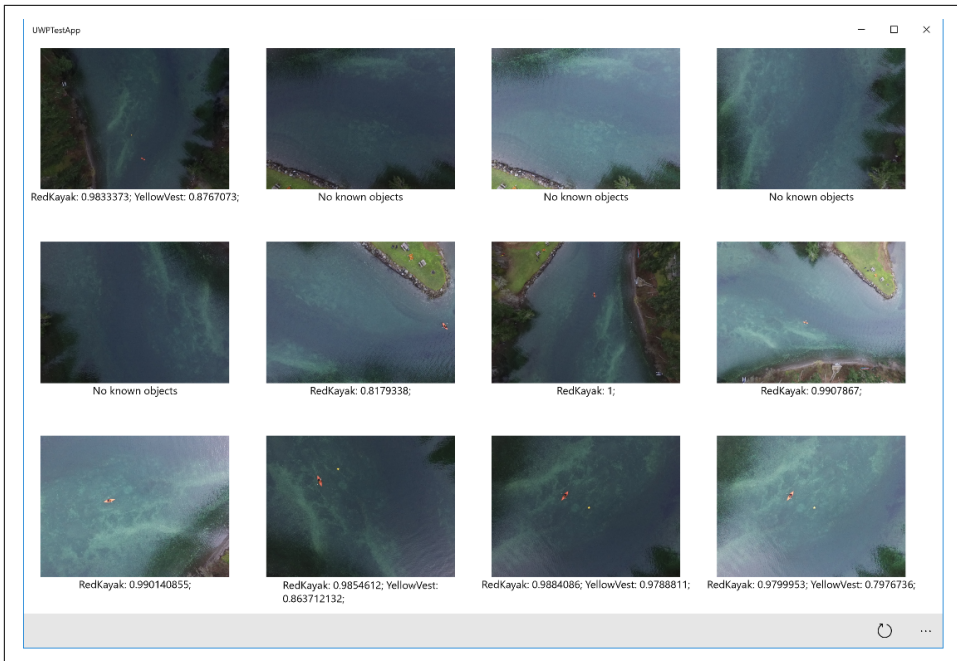 UWPTestApp
RedKayak: 0.9833373; YellowVest: 0.8767073;
No known objects
No known objects
No known objects
No known objects
RedKayak: 0.8179338;
RedKayak: 1;
RedKayak: 0.9907867;
RedKayak: 0.990140855;
RedKayak: 0.9854612; YellowVest:
0.863712132;
RedKayak: 0.9884086; YellowVest: 0.9788811;
RedKayak: 0.9799953; YellowVest: 0.7976736;